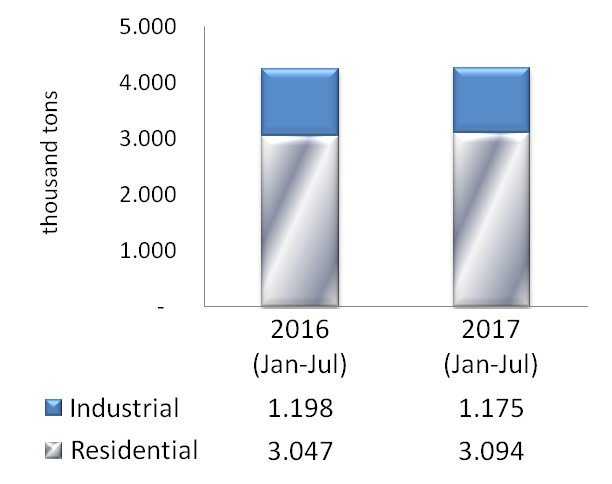 5.000
4.000
3.000
2.000
1.000
-
thousand tons
2016 2017
(Jan-Jul) (Jan-Jul)
Industrial 1.198 1.175
Residential 3.047 3.094